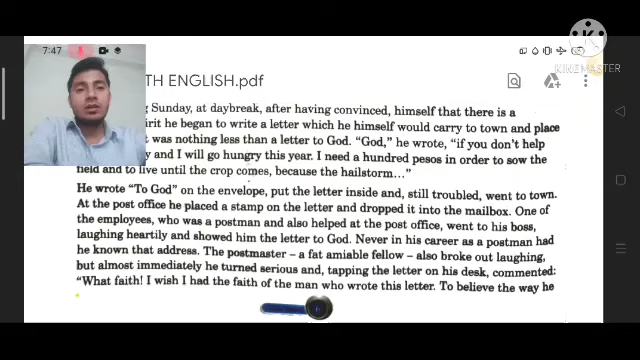 7:47
KINEMASTER
TH ENGLISH.pdf
g Sunday, at daybreak, after having convinced, himself that there is a
irit he began to write a letter which he himself would carry to town and place
t was nothing less than a letter to God. “God,” he wrote, “if you don't help
y and I will go hungry this year. I need a hundred pesos in order to sow the
field and to live until the crop comes, because the hailstorm...”
He wrote “To God” on the envelope, put the letter inside and, still troubled, went to town.
At the post office he placed a stamp on the letter and dropped it into the mailbox. One of
the employees, who was a postman and also helped at the post office, went to his boss,
laughing heartily and showed him the letter to God. Never in his career as a postman had
he known that address. The postmaster – a fat amiable fellow – also broke out laughing,
but almost immediately he turned serious and, tapping the letter on his desk, commented:
“What faith! I wish I had the faith of the man who wrote this letter. To believe the way he